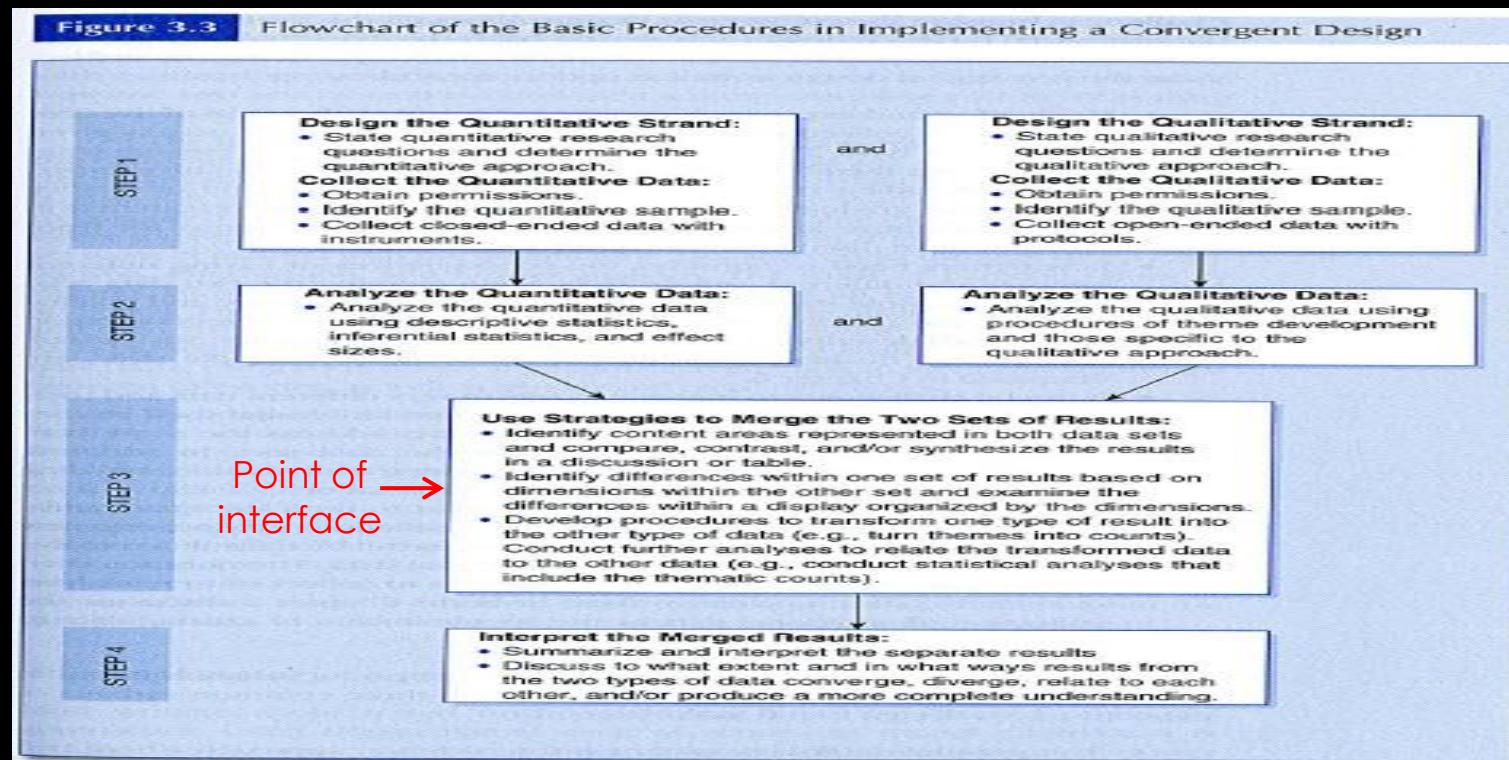 Figure 3.3 Flowchart of the Basic Procedures in Implementing a Convergent Design
STEP 1
Design the Quantitative Strand:
• State quantitative research
questions and determine the
quantitative approach.
Collect the Quantitative Data:
• Obtain permissions.
• Identify the quantitative sample.
• Collect closed-ended data with
instruments.
and
Design the Qualitative Strand:
• State qualitative research
questions and determine the
qualitative approach.
Collect the Qualitative Data:
• Obtain permissions.
• Identify the qualitative sample.
• Collect open-ended data with
protocols.
STEP 2
Analyze the Quantitative Data:
• Analyze the quantitative data
using descriptive statistics,
inferential statistics, and effect
sizes.
and
Analyze the Qualitative Data:
• Analyze the qualitative data using
procedures of theme development
and those specific to the
qualitative approach.
STEP 3
Point of
interface
Use Strategies to Merge the Two Sets of Results:
• Identify content areas represented in both data sets
and compare, contrast, and/or synthesize the results
in a discussion or table.
• Identify differences within one set of results based on
dimensions within the other set and examine the
differences within a display organized by the dimensions.
• Develop procedures to transform one type of result into
the other type of data (e.g., turn themes into counts).
Conduct further analyses to relate the transformed data
to the other data (e.g., conduct statistical analyses that
include the thematic counts).
STEP 4
Interpret the Merged Results:
• Summarize and interpret the separate results
• Discuss to what extent and in what ways results from
the two types of data converge, diverge, relate to each
other, and/or produce a more complete understanding.